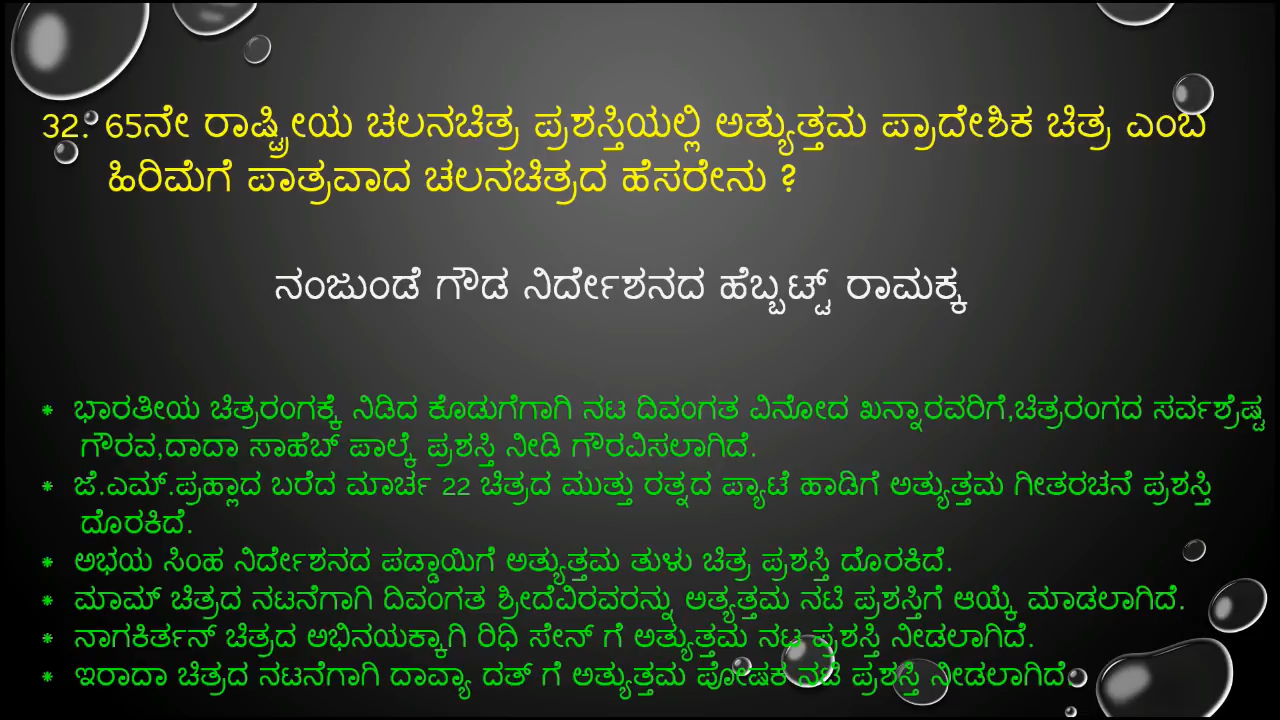 32. 65ನೇ ರಾಷ್ಟ್ರೀಯ ಚಲನಚಿತ್ರ ಪ್ರಶಸ್ತಿಯಲ್ಲಿ ಅತ್ಯುತ್ತಮ ಪ್ರಾದೇಶಿಕ ಚಿತ್ರ ಎಂಬ
ಹಿರಿಮೆಗೆ ಪಾತ್ರವಾದ ಚಲನಚಿತ್ರದ ಹೆಸರೇನು ?
ನಂಜುಂಡೆ ಗೌಡ ನಿರ್ದೇಶನದ ಹೆಬ್ಬಟ್ಟ್ ರಾಮಕ್ಕ
* ಭಾರತೀಯ ಚಿತ್ರರಂಗಕ್ಕೆ ನಿಡಿದ ಕೊಡುಗೆಗಾಗಿ ನಟ ದಿವಂಗತ ವಿನೋದ ಖನ್ನಾರವರಿಗೆ,ಚಿತ್ರರಂಗದ ಸರ್ವಶ್ರೆಷ್ಟ
ಗೌರವ,ದಾದಾ ಸಾಹೆಬ್ ಪಾಲ್ಕೆ ಪ್ರಶಸ್ತಿ ನೀಡಿ ಗೌರವಿಸಲಾಗಿದೆ.
* ಜೆ.ಎಮ್.ಪ್ರಹ್ಲಾದ ಬರೆದ ಮಾರ್ಚ 22 ಚಿತ್ರದ ಮುತ್ತು ರತ್ನದ ಪ್ಯಾಟೆ ಹಾಡಿಗೆ ಅತ್ಯುತ್ತಮ ಗೀತರಚನೆ ಪ್ರಶಸ್ತಿ
ದೊರಕಿದೆ.
* ಅಭಯ ಸಿಂಹ ನಿರ್ದೇಶನದ ಪಡ್ಡಾಯಿಗೆ ಅತ್ಯುತ್ತಮ ತುಳು ಚಿತ್ರ ಪ್ರಶಸ್ತಿ ದೊರಕಿದೆ.
* ಮಾಮ್ ಚಿತ್ರದ ನಟನೆಗಾಗಿ ದಿವಂಗತ ಶ್ರೀದೆವಿರವರನ್ನು ಅತ್ಯತ್ತಮ ನಟಿ ಪ್ರಶಸ್ತಿಗೆ ಆಯ್ಕೆ ಮಾಡಲಾಗಿದೆ.
* ನಾಗಕಿರ್ತನ್ ಚಿತ್ರದ ಅಭಿನಯಕ್ಕಾಗಿ ರಿಧಿ ಸೇನ್ ಗೆ ಅತ್ಯುತ್ತಮ ನಟ ಪ್ರಶಸ್ತಿ ನೀಡಲಾಗಿದೆ.
* ಇರಾದಾ ಚಿತ್ರದ ನಟನೆಗಾಗಿ ದಾವ್ಯಾ ದತ್ ಗೆ ಅತ್ಯುತ್ತಮ ಪೋಷಕ ನಟಿ ಪ್ರಶಸ್ತಿ ನೀಡಲಾಗಿದೆ.